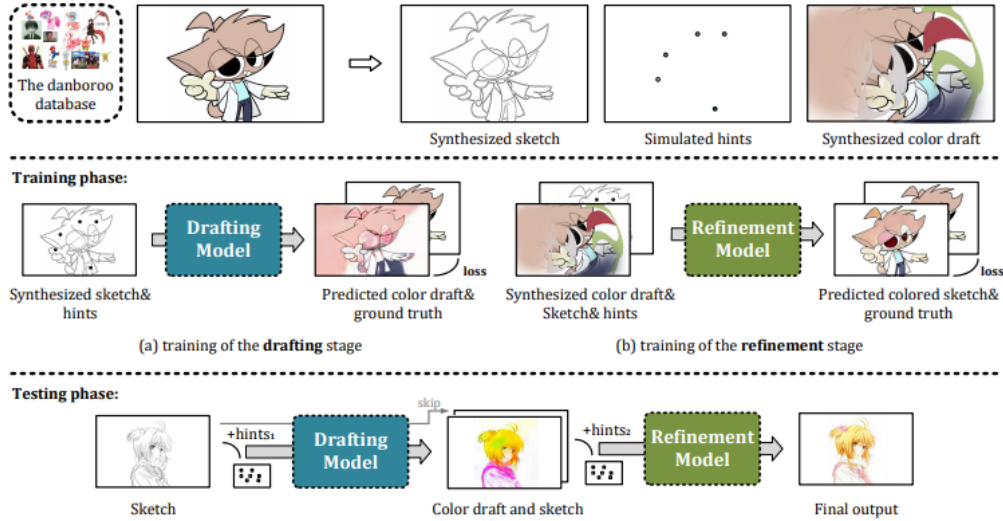 The danboroo
database
Synthesized sketch
Simulated hints
Synthesized color draft
Training phase:
Drafting
Model
loss
Synthesized sketch&
hints
Predicted color draft&
ground truth
(a) training of the drafting stage
Refinement
Model
loss
Synthesized color draft&
Sketch& hints
Predicted colored sketch&
ground truth
(b) training of the refinement stage
Testing phase:
skip
+hints₁
Drafting
Model
+hints₂
Refinement
Model
Sketch
Color draft and sketch
Final output